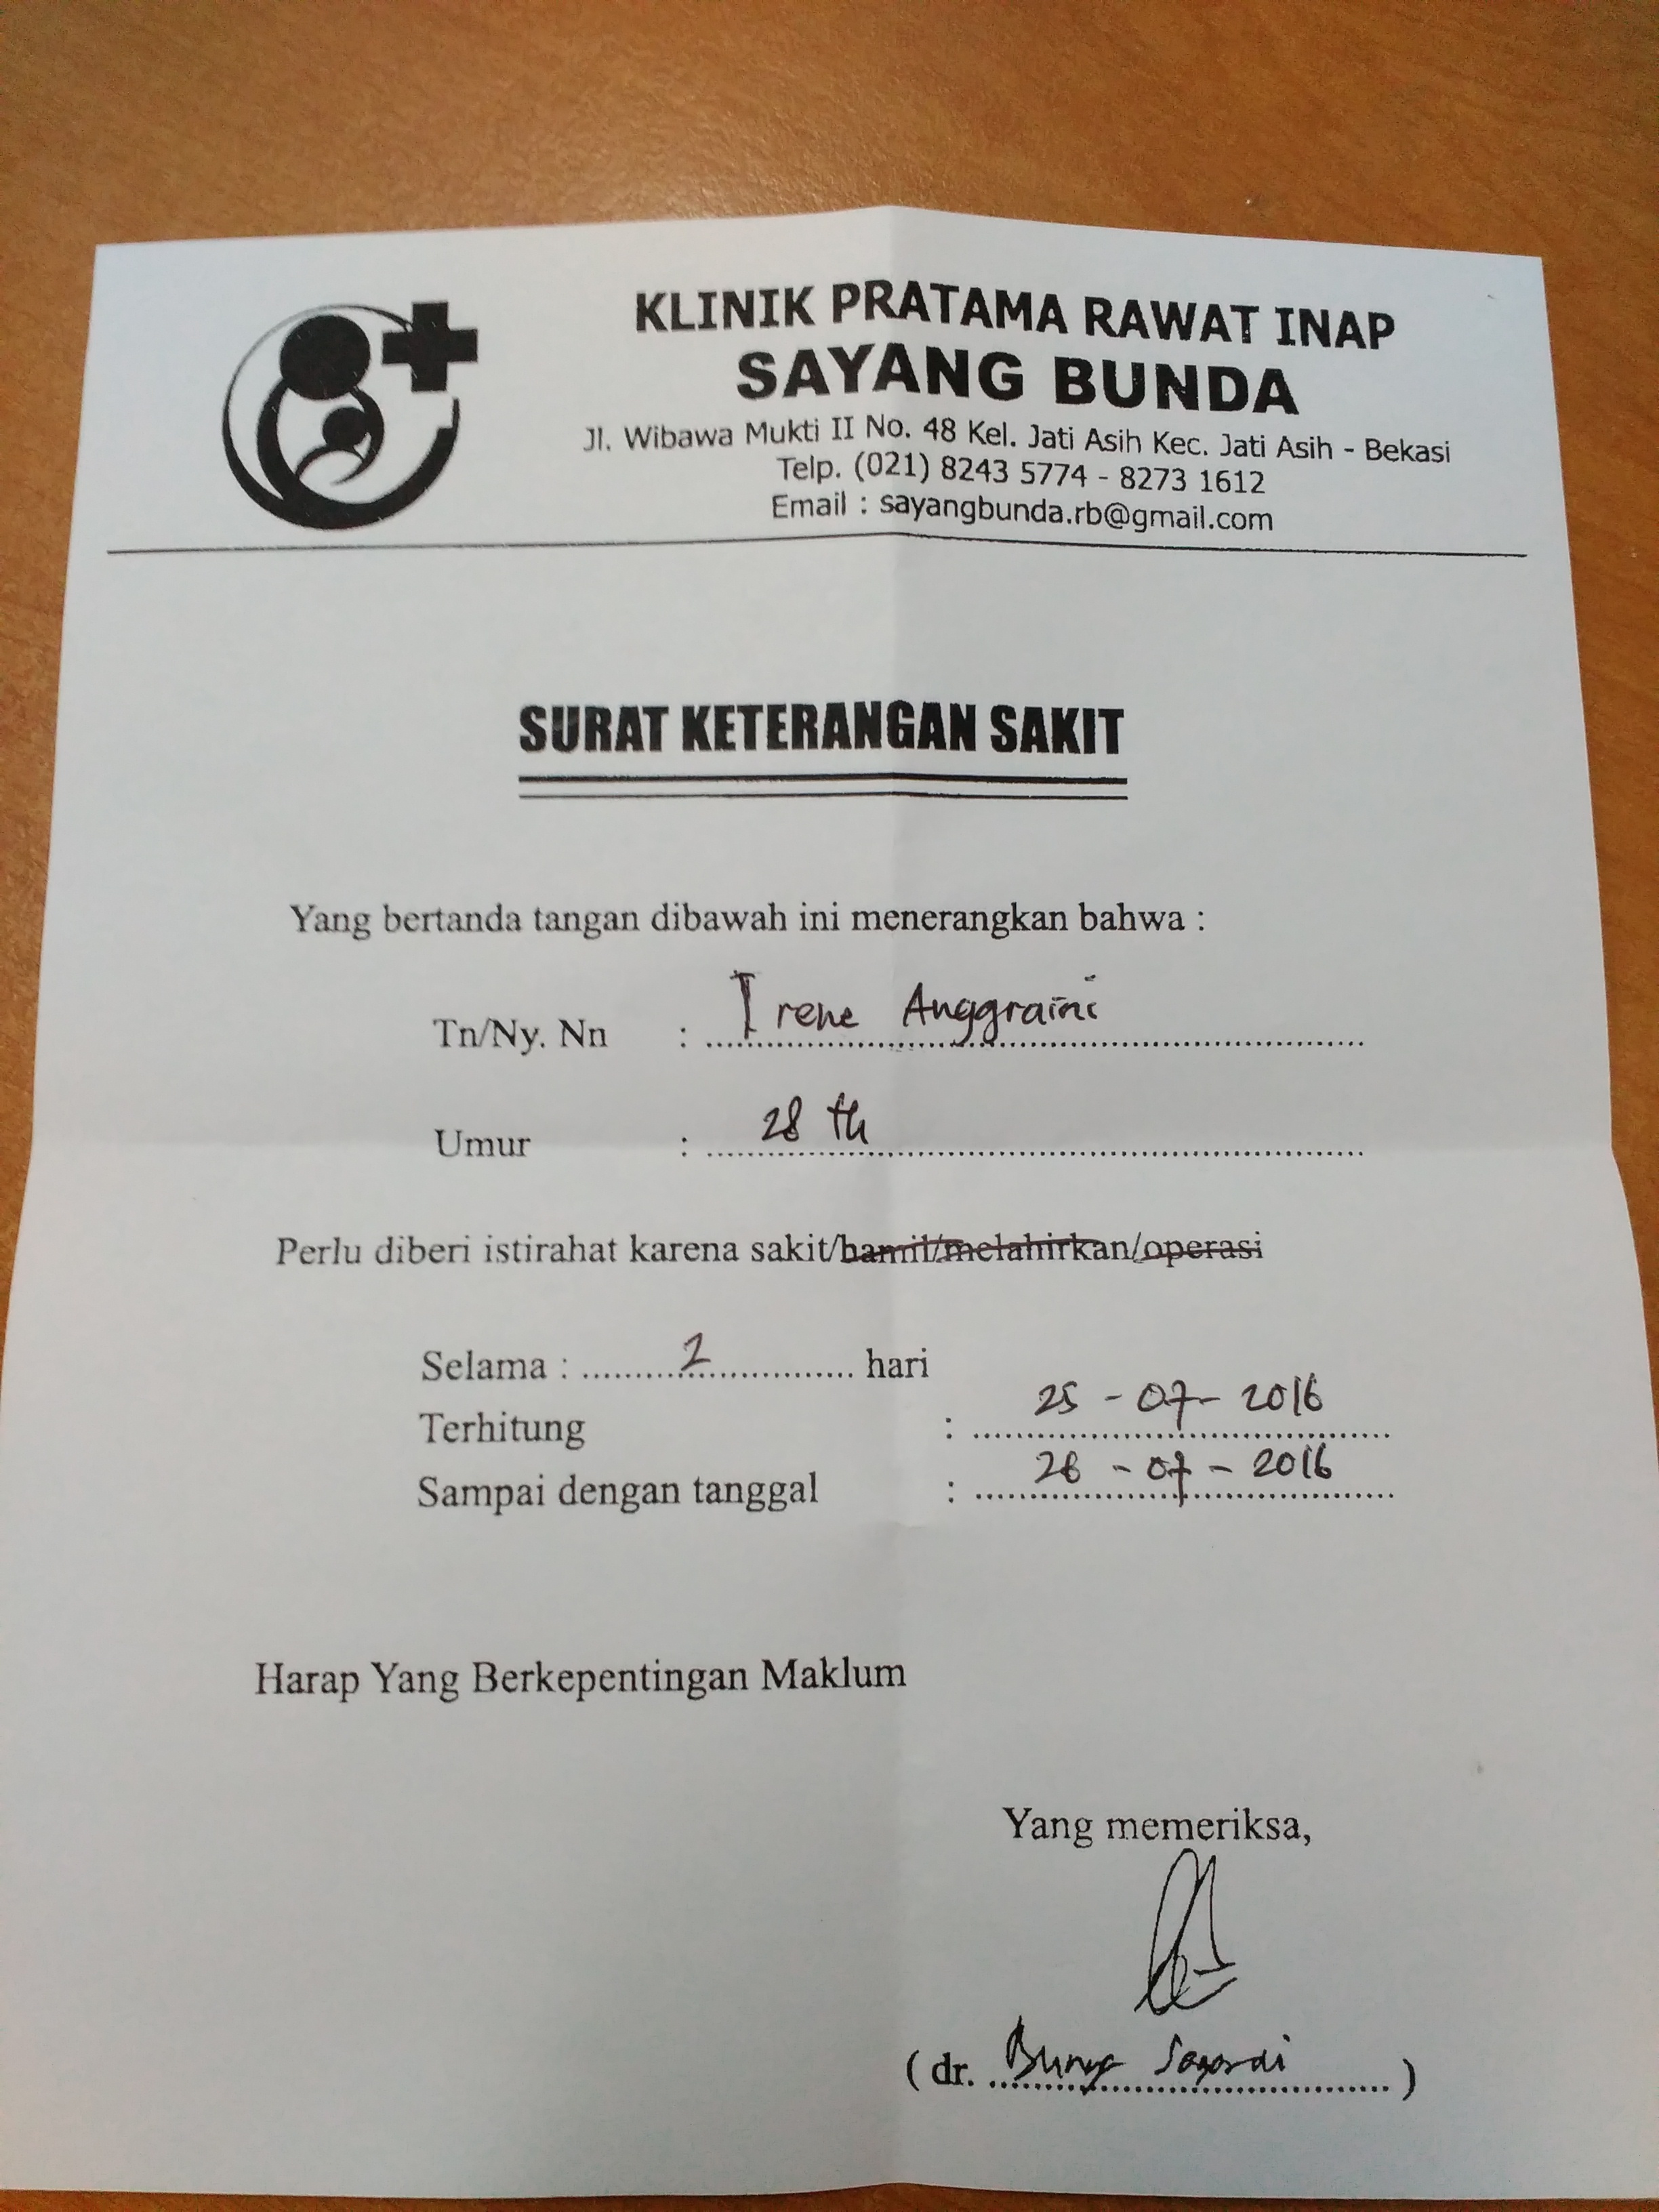 KLINIK PRATAMA RAWAT INAP
SAYANG BUNDA
Jl. Wibawa Mukti II No. 48 Kel. Jati Asih Kec. Jati Asih - Bekasi
Telp. (021) 8243 5774 - 8273 1612
Email : sayangbunda.rb@gmail.com
SURAT KETERANGAN SAKIT
Yang bertanda tangan dibawah ini menerangkan bahwa :
Tn/Ny. Nn : Irene Anggraini
Umur : 28 th
Perlu diberi istirahat karena sakit/hamil/melahirkan/operasi
Selama : 2 hari
Terhitung : 25 - 07 - 2016
Sampai dengan tanggal : 26 - 07 - 2016
Harap Yang Berkepentingan Maklum
Yang memeriksa,
( dr. )